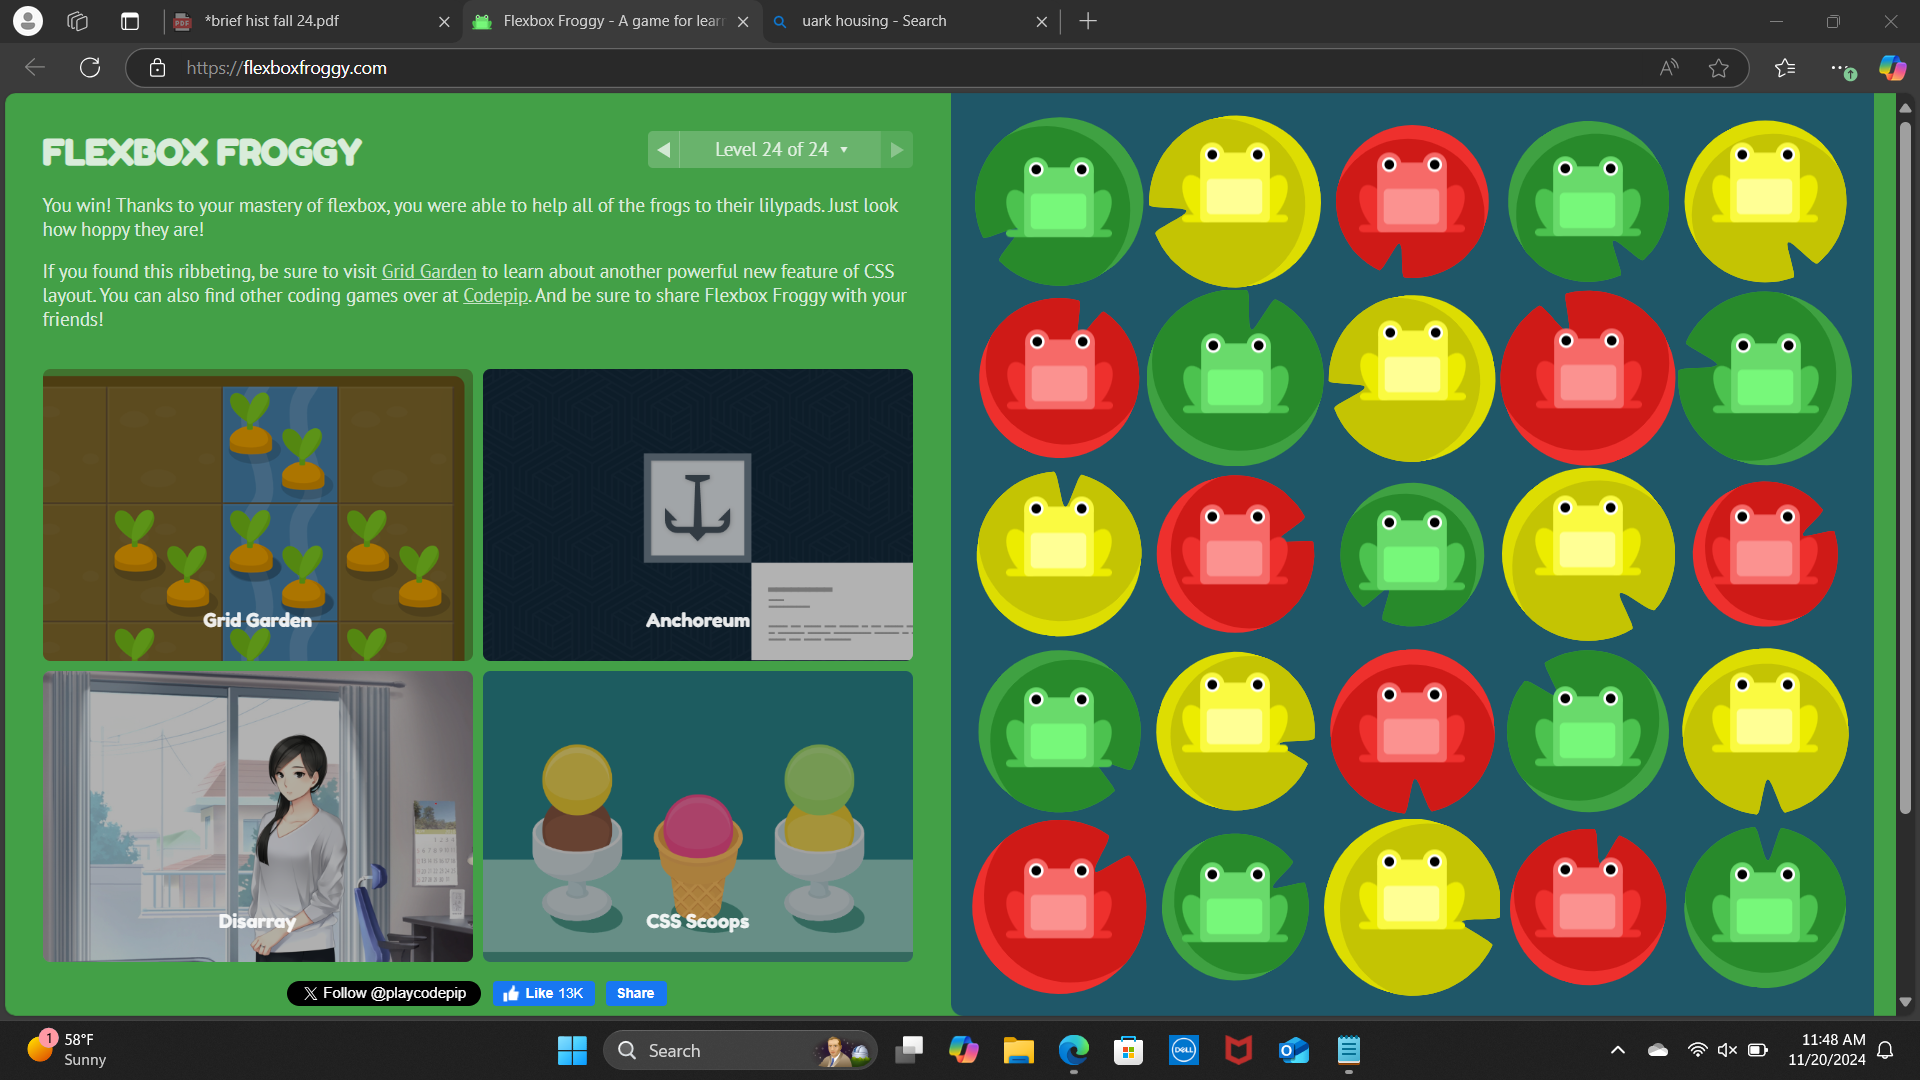 *brief hist fall 24.pdf
Flexbox Froggy - A game for lear
uark housing - Search
https://flexboxfroggy.com
FLEXBOX FROGGY
Level 24 of 24
You win! Thanks to your mastery of flexbox, you were able to help all of the frogs to their lilypads. Just look
how hoppy they are!
If you found this ribbeting, be sure to visit Grid Garden to learn about another powerful new feature of CSS
layout. You can also find other coding games over at Codepip. And be sure to share Flexbox Froggy with your
friends!
Grid Garden
Anchoreum
Disarray
CSS Scoops
Follow @playcodepip
Like 13K
Share
1
58°F
Sunny
Search
DELL
11:48 AM
11/20/2024